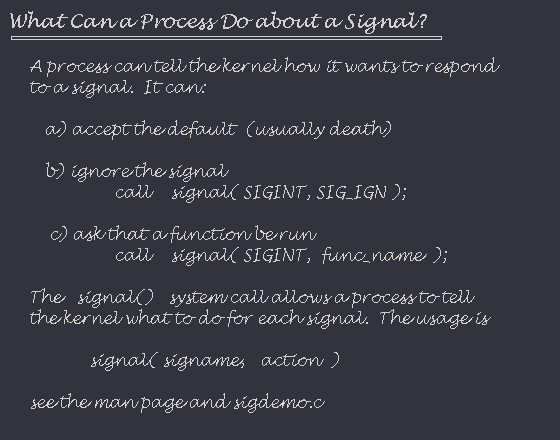 What Can a Process Do about a Signal?
A process can tell the kernel how it wants to respond
to a signal. It can:
a) accept the default (usually death)
b) ignore the signal
call signal( SIGINT, SIG_IGN );
c) ask that a function be run
call signal( SIGINT, func_name );
The signal() system call allows a process to tell
the kernel what to do for each signal. The usage is
signal( signame, action )
see the man page and sigdemo.c